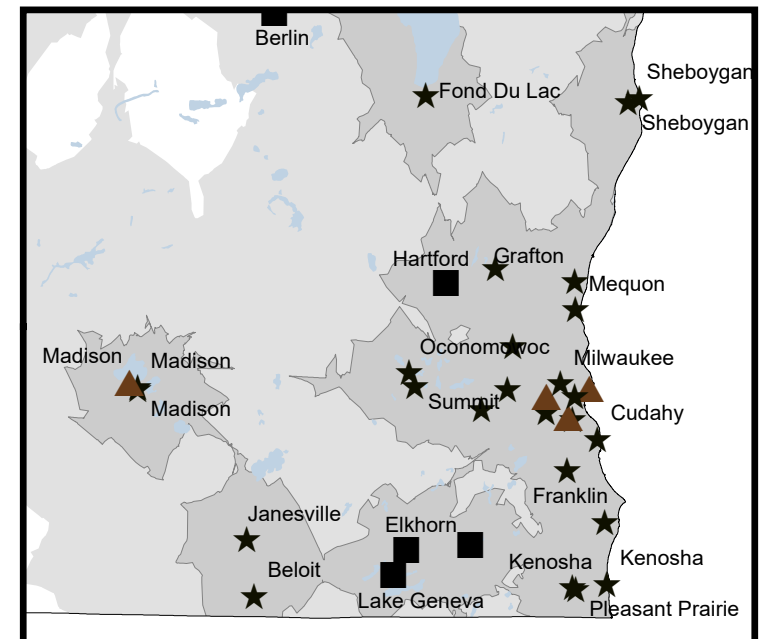 Berlin
Sheboygan
Fond Du Lac
Sheboygan
Hartford
Grafton
Mequon
Oconomowoc
Milwaukee
Madison
Madison
Summit
Madison
Cudahy
Franklin
Janesville
Elkhorn
Kenosha
Kenosha
Beloit
Lake Geneva
Pleasant Prairie